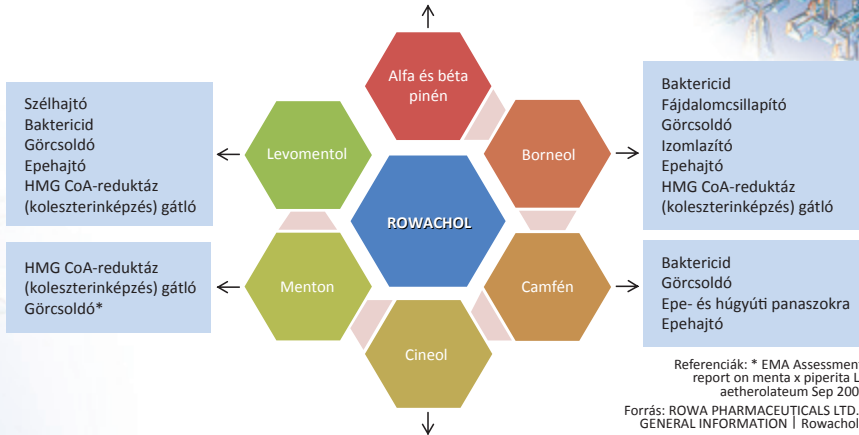 Alfa és béta
pinén
Szélhajtó
Baktericid
Görcsoldó
Epehajtó
HMG CoA-reduktáz
(koleszterinképzés) gátló
Levomentol
Borneol
Baktericid
Fájdalomcsillapító
Görcsoldó
Izomlazító
Epehajtó
HMG CoA-reduktáz
(koleszterinképzés) gátló
ROWACHOL
HMG CoA-reduktáz
(koleszterinképzés) gátló
Görcsoldó*
Menton
Camfén
Baktericid
Görcsoldó
Epe- és húgyúti panaszokra
Epehajtó
Cineol
Referenciák: * EMA Assessment
report on menta x piperita L
aetherolateum Sep 200
Forrás: ROWA PHARMACEUTICALS LTD.
GENERAL INFORMATION | Rowachol